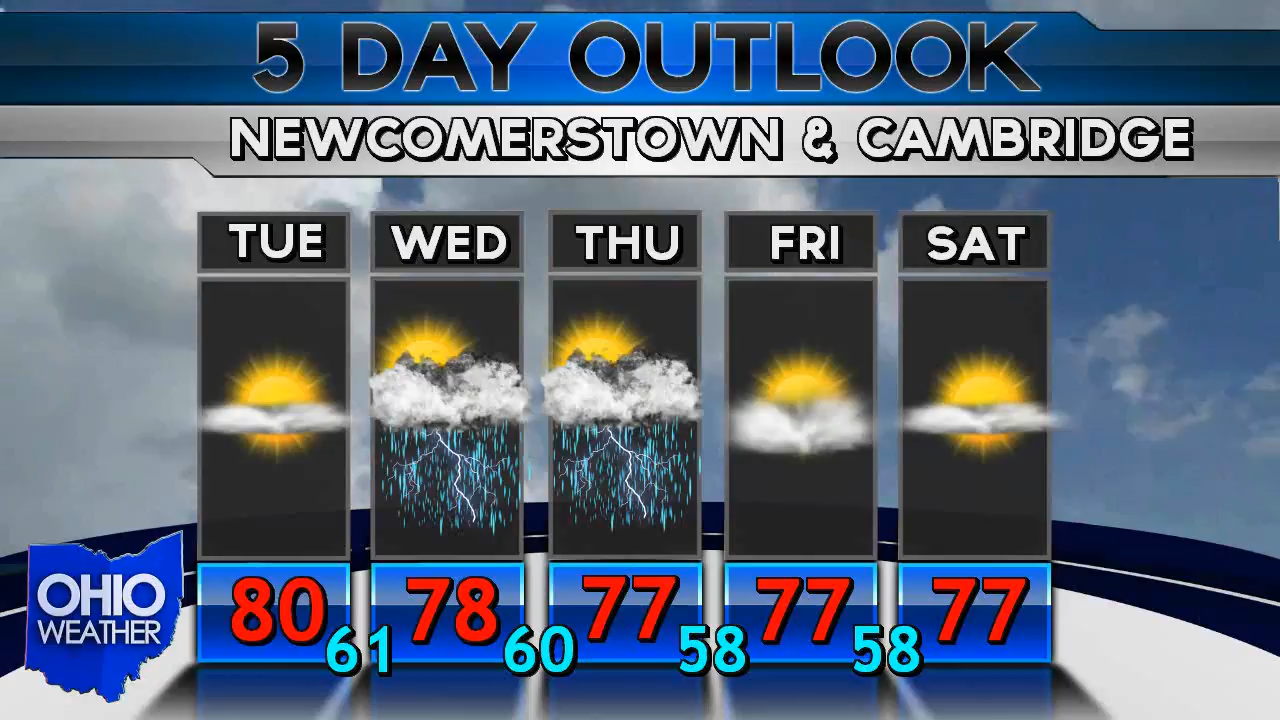 5 DAY OUTLOOK
NEWCOMERSTOWN & CAMBRIDGE
TUE WED THU FRI SAT
80 78 77 77 77
61 60 58 58
OHIO
WEATHER